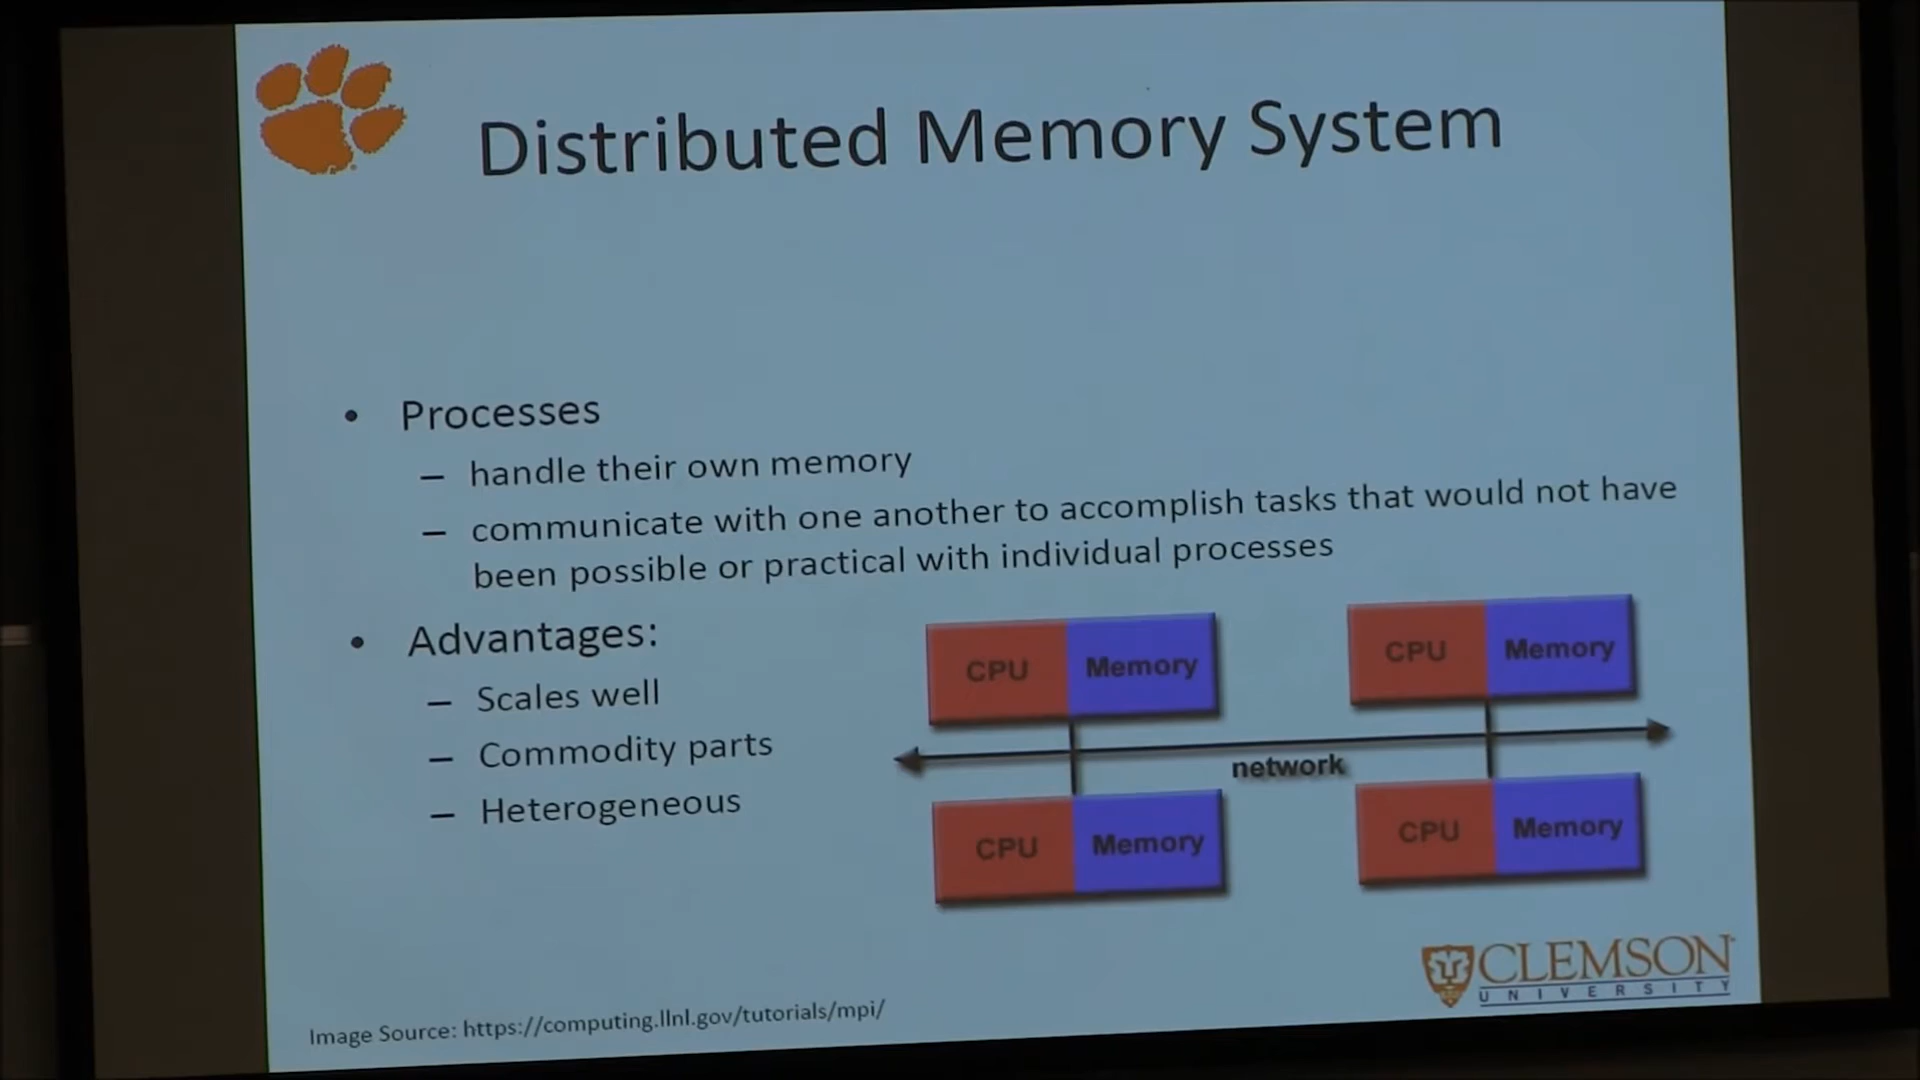 Distributed Memory System
• Processes
– handle their own memory
– communicate with one another to accomplish tasks that would not have
been possible or practical with individual processes
• Advantages:
– Scales well
– Commodity parts
– Heterogeneous
CPU Memory
CPU Memory
network
CPU Memory
CPU Memory
CLEMSON
UNIVERSITY
Image Source: https://computing.llnl.gov/tutorials/mpi/